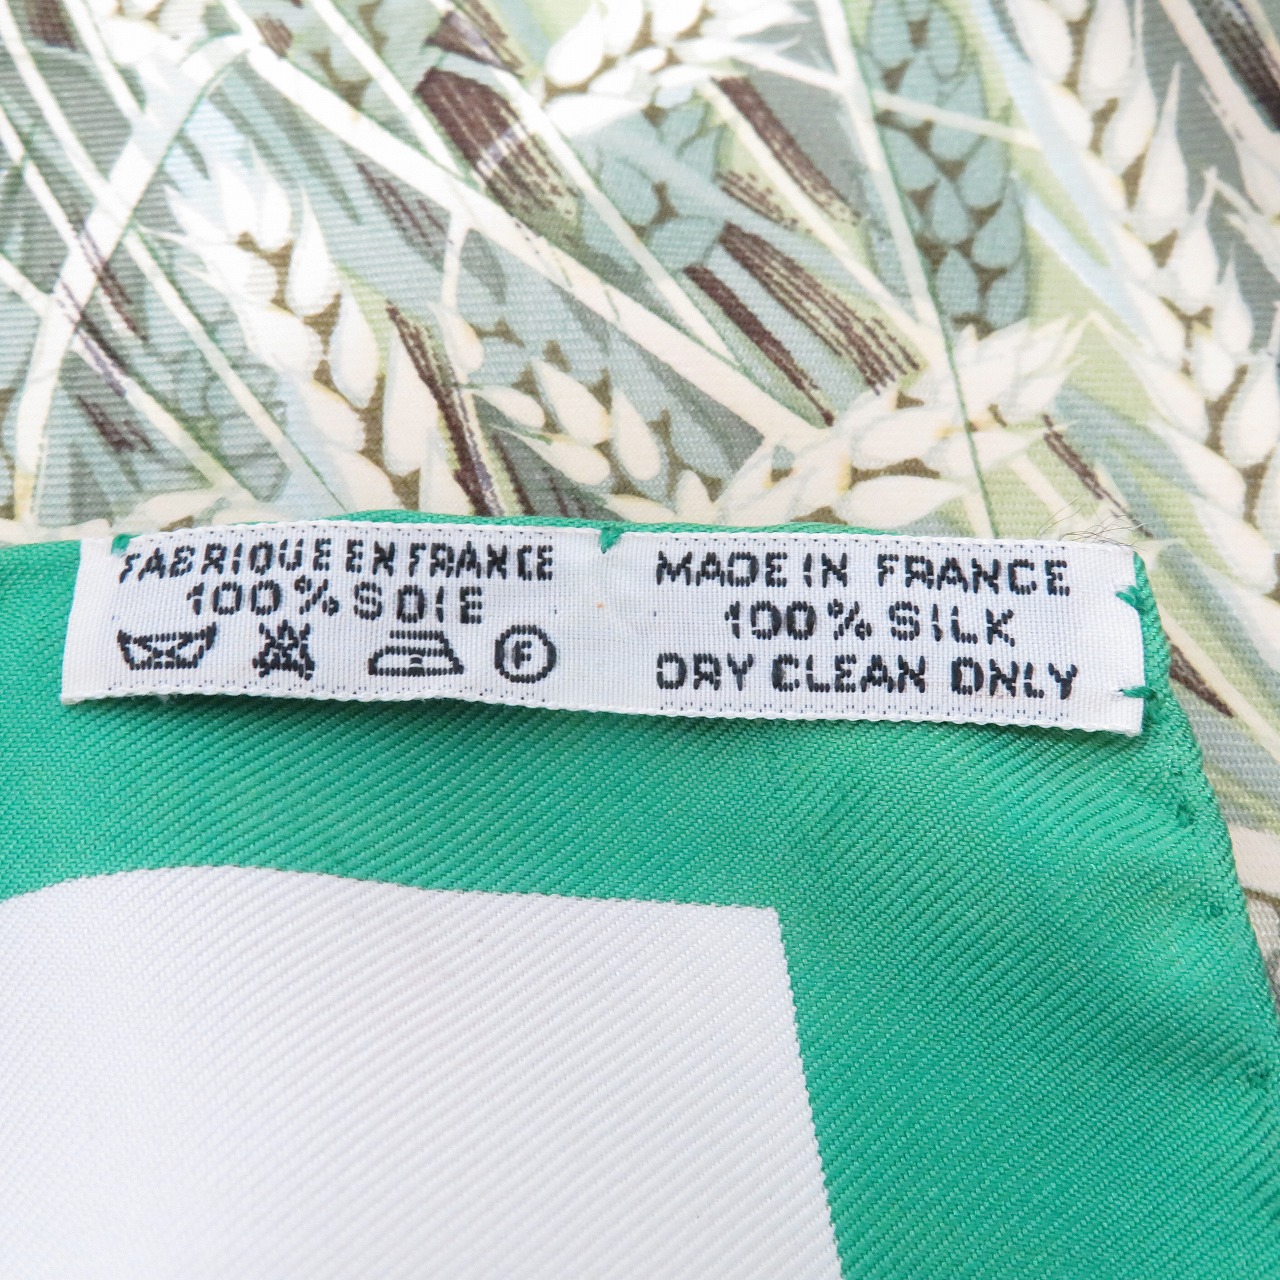 FABRIQUE EN FRANCE
100% SOIE
F
MADE IN FRANCE
100% SILK
DRY CLEAN ONLY